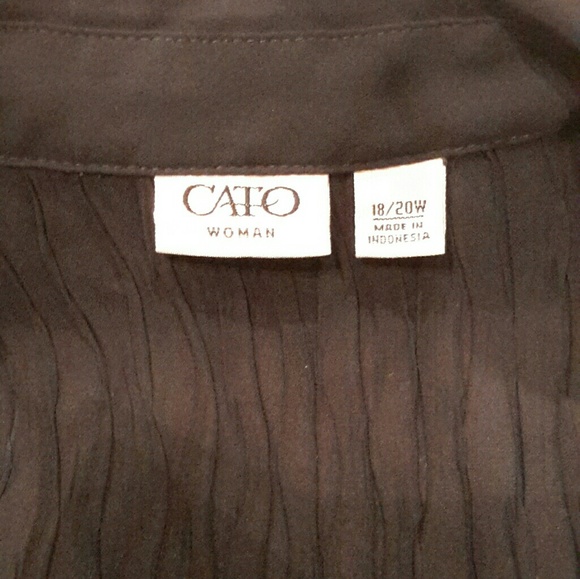 CATO
WOMAN
18/20W
MADE IN
INDONESIA